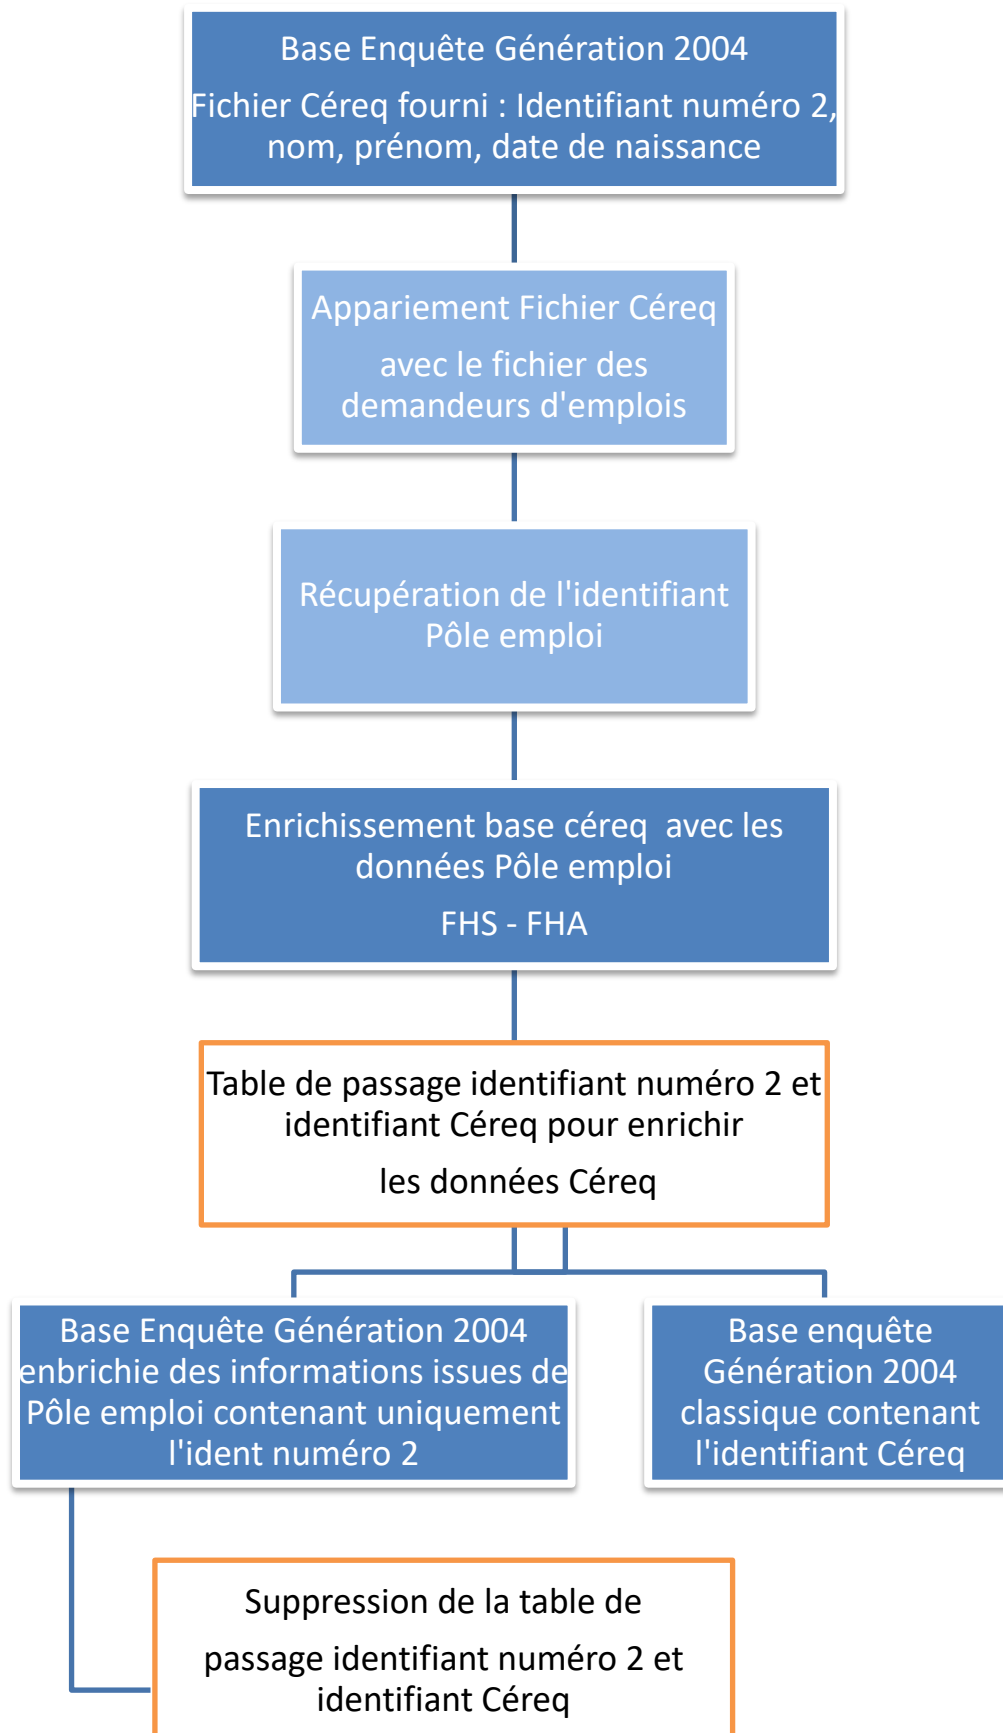 Base Enquête Génération 2004
Fichier Céreq fourni : Identifiant numéro 2,
nom, prénom, date de naissance
Appariement Fichier Céreq
avec le fichier des
demandeurs d'emplois
Récupération de l'identifiant
Pôle emploi
Enrichissement base céreq avec les
données Pôle emploi
FHS - FHA
Table de passage identifiant numéro 2 et
identifiant Céreq pour enrichir
les données Céreq
Base Enquête Génération 2004
enbrichie des informations issues de
Pôle emploi contenant uniquement
l'ident numéro 2
Base enquête
Génération 2004
classique contenant
l'identifiant Céreq
Suppression de la table de
passage identifiant numéro 2 et
identifiant Céreq